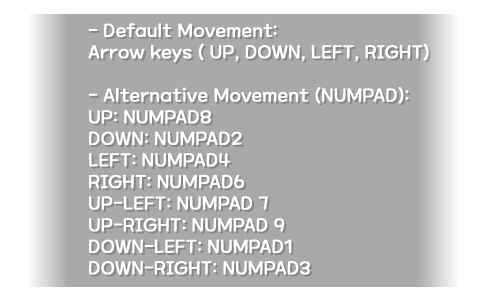 - Default Movement:
Arrow keys ( UP, DOWN, LEFT, RIGHT)
- Alternative Movement (NUMPAD):
UP: NUMPAD8
DOWN: NUMPAD2
LEFT: NUMPAD4
RIGHT: NUMPAD6
UP-LEFT: NUMPAD 7
UP-RIGHT: NUMPAD 9
DOWN-LEFT: NUMPAD1
DOWN-RIGHT: NUMPAD3